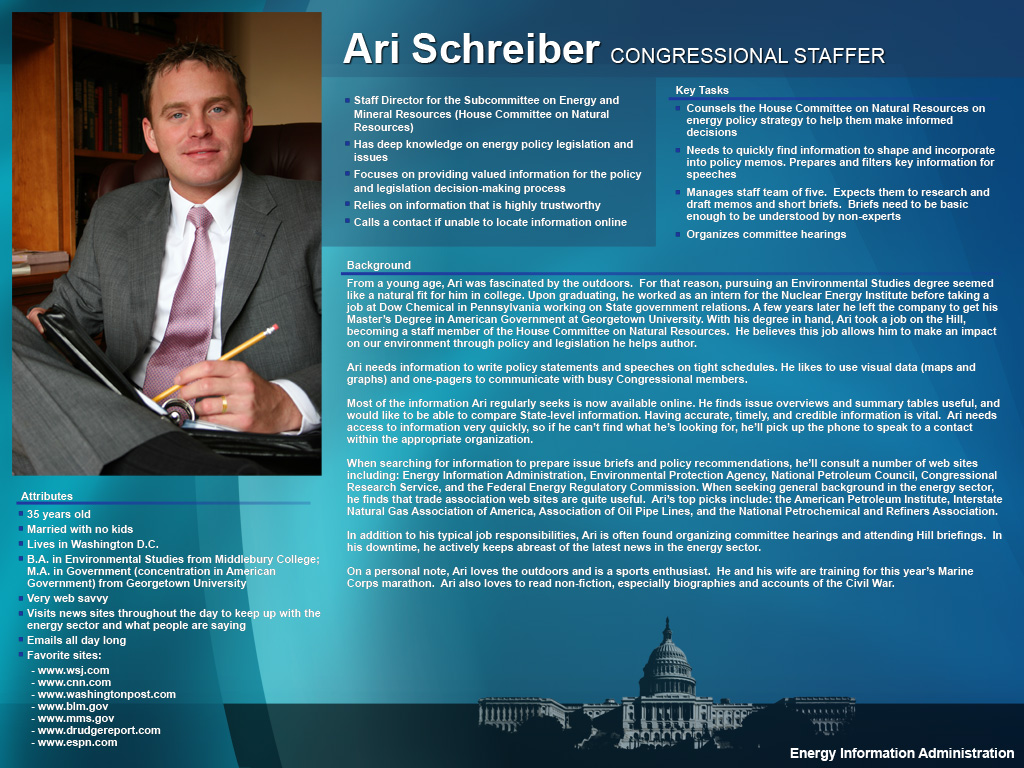 Ari Schreiber CONGRESSIONAL STAFFER
Staff Director for the Subcommittee on Energy and
Mineral Resources (House Committee on Natural
Resources)
Has deep knowledge on energy policy legislation and
issues
Focuses on providing valued information for the policy
and legislation decision-making process
Relies on information that is highly trustworthy
Calls a contact if unable to locate information online
Key Tasks
Counsels the House Committee on Natural Resources on
energy policy strategy to help them make informed
decisions
Needs to quickly find information to shape and incorporate
into policy memos. Prepares and filters key information for
speeches
Manages staff team of five.  Expects them to research and
draft memos and short briefs.  Briefs need to be basic
enough to be understood by non-experts
Organizes committee hearings
Background
From a young age, Ari was fascinated by the outdoors.  For that reason, pursuing an Environmental Studies degree seemed
like a natural fit for him in college. Upon graduating, he worked as an intern for the Nuclear Energy Institute before taking a
job at Dow Chemical in Pennsylvania working on State government relations. A few years later he left the company to get his
Master's Degree in American Government at Georgetown University. With his degree in hand, Ari took a job on the Hill,
becoming a staff member of the House Committee on Natural Resources.  He believes this job allows him to make an impact
on our environment through policy and legislation he helps author.
Ari needs information to write policy statements and speeches on tight schedules. He likes to use visual data (maps and
graphs) and one-pagers to communicate with busy Congressional members.
Most of the information Ari regularly seeks is now available online. He finds issue overviews and summary tables useful, and
would like to be able to compare State-level information. Having accurate, timely, and credible information is vital.  Ari needs
access to information very quickly, so if he can't find what he's looking for, he'll pick up the phone to speak to a contact
within the appropriate organization.
When searching for information to prepare issue briefs and policy recommendations, he'll consult a number of web sites
including: Energy Information Administration, Environmental Protection Agency, National Petroleum Council, Congressional
Research Service, and the Federal Energy Regulatory Commission. When seeking general background in the energy sector,
he finds that trade association web sites are quite useful.  Ari's top picks include: the American Petroleum Institute, Interstate
Natural Gas Association of America, Association of Oil Pipe Lines, and the National Petrochemical and Refiners Association.
In addition to his typical job responsibilities, Ari is often found organizing committee hearings and attending Hill briefings.  In
his downtime, he actively keeps abreast of the latest news in the energy sector.
On a personal note, Ari loves the outdoors and is a sports enthusiast.  He and his wife are training for this year's Marine
Corps marathon.  Ari also loves to read non-fiction, especially biographies and accounts of the Civil War.
Attributes
35 years old
Married with no kids
Lives in Washington D.C.
B.A. in Environmental Studies from Middlebury College;
M.A. in Government (concentration in American
Government) from Georgetown University
Very web savvy
Visits news sites throughout the day to keep up with the
energy sector and what people are saying
Emails all day long
Favorite sites:
- www.wsj.com
- www.cnn.com
- www.washingtonpost.com
- www.blm.gov
- www.mms.gov
- www.drudgereport.com
- www.espn.com
Energy Information Administration